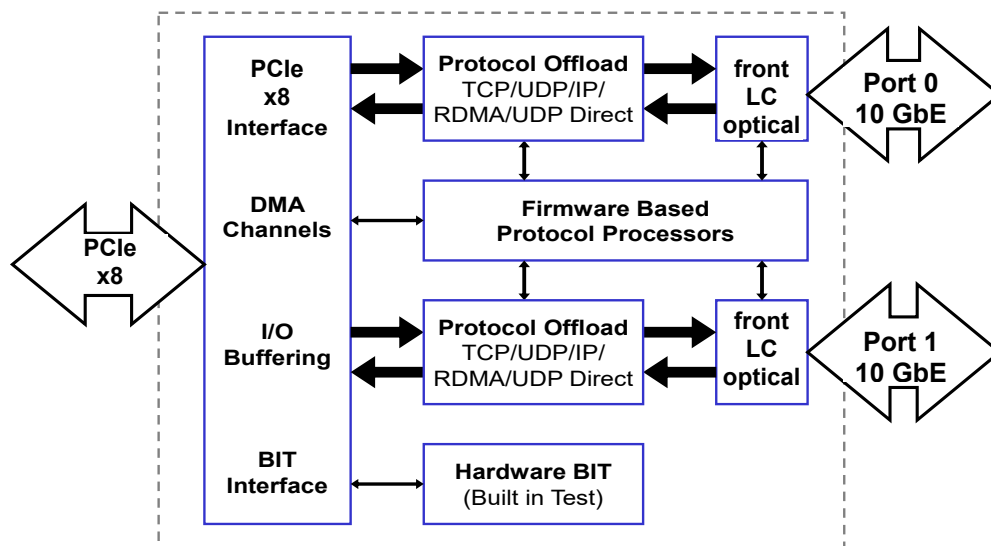 PCIe
x8
PCIe
x8
Interface
DMA
Channels
I/O
Buffering
BIT
Interface
Protocol Offload
TCP/UDP/IP/
RDMA/UDP Direct
front
LC
optical
Port 0
10 GbE
Firmware Based
Protocol Processors
Protocol Offload
TCP/UDP/IP/
RDMA/UDP Direct
front
LC
optical
Port 1
10 GbE
Hardware BIT
(Built in Test)